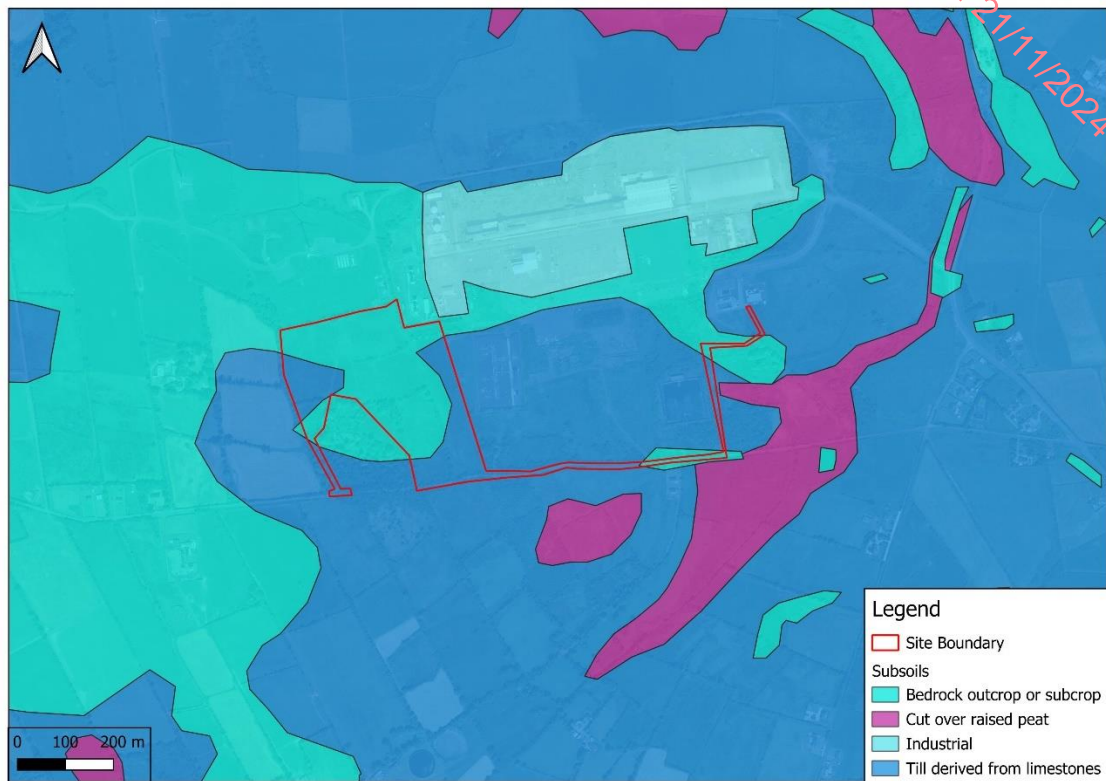 21/11/2024
Legend
Site Boundary
Subsoils
Bedrock outcrop or subcrop
Cut over raised peat
Industrial
Till derived from limestones
0 100 200 m